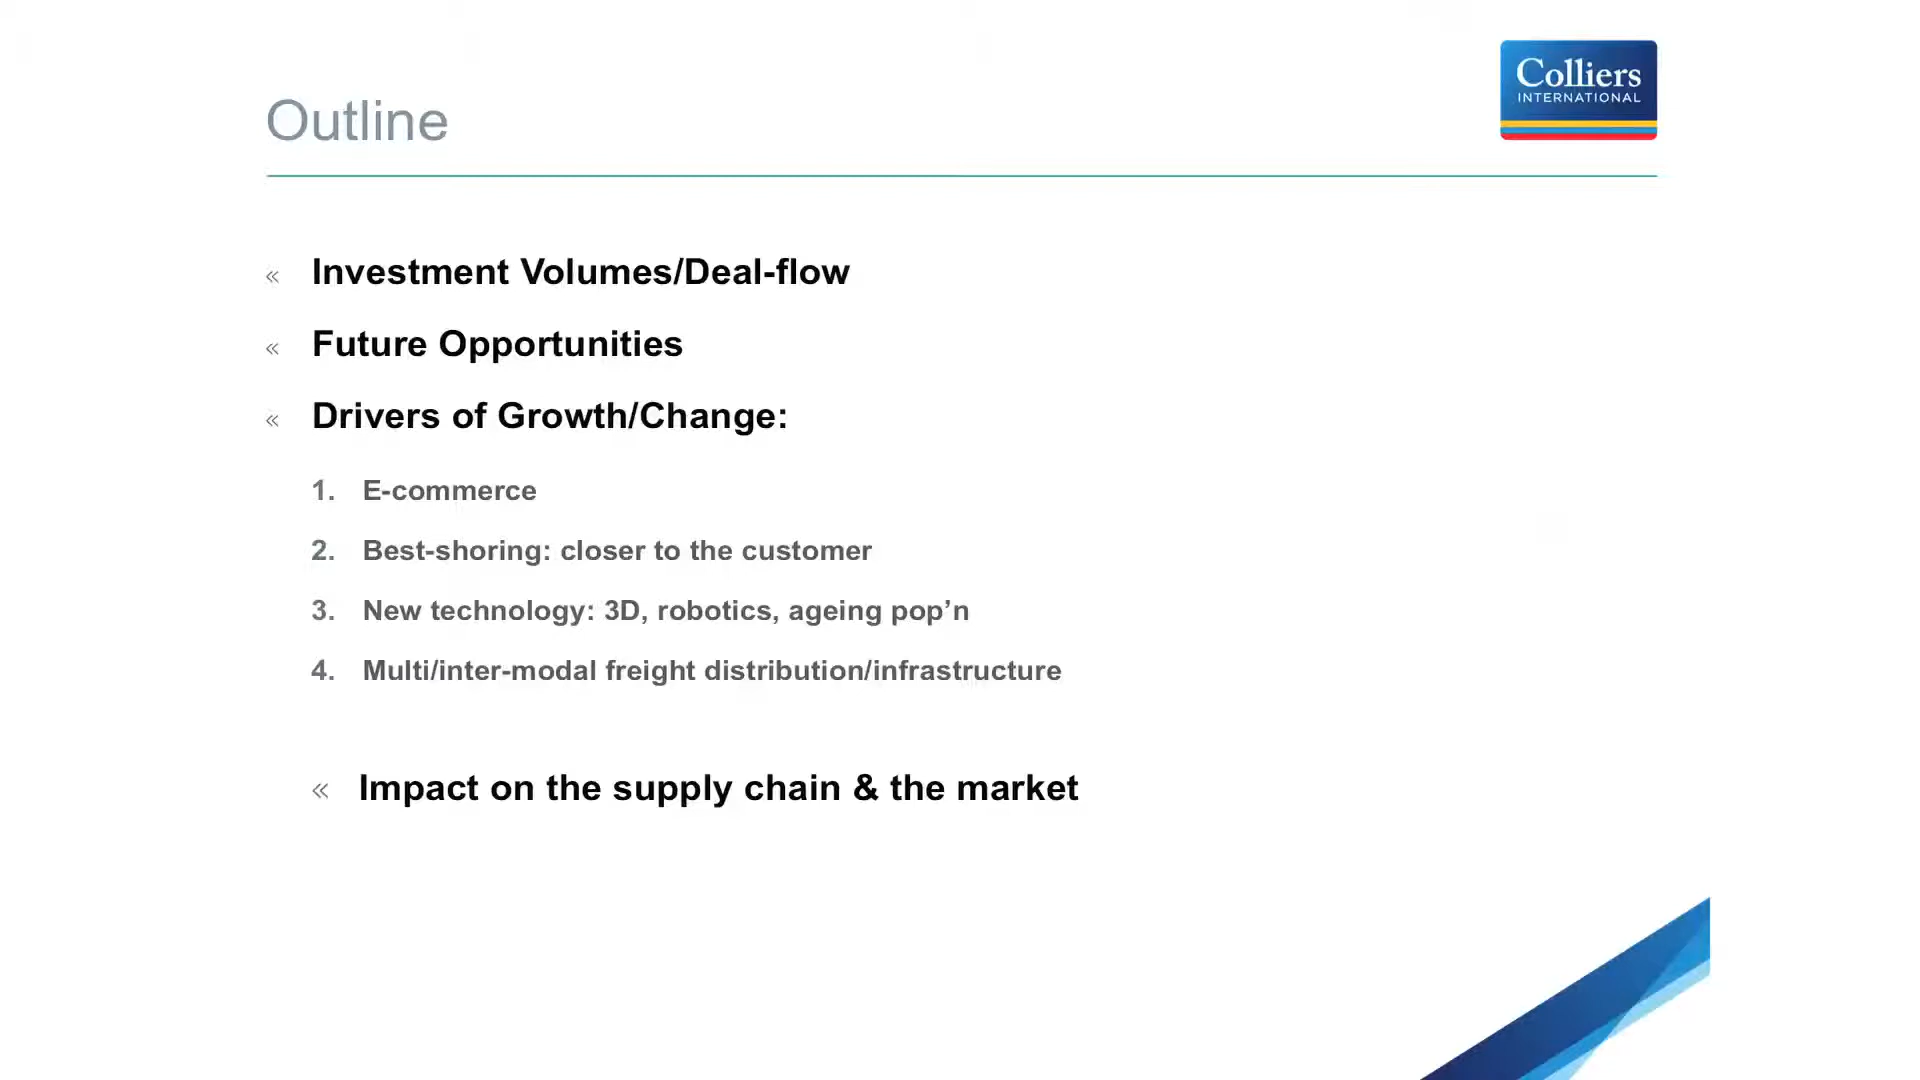 Colliers
INTERNATIONAL
Outline
« Investment Volumes/Deal-flow
« Future Opportunities
« Drivers of Growth/Change:
1. E-commerce
2. Best-shoring: closer to the customer
3. New technology: 3D, robotics, ageing pop’n
4. Multi/inter-modal freight distribution/infrastructure
« Impact on the supply chain & the market